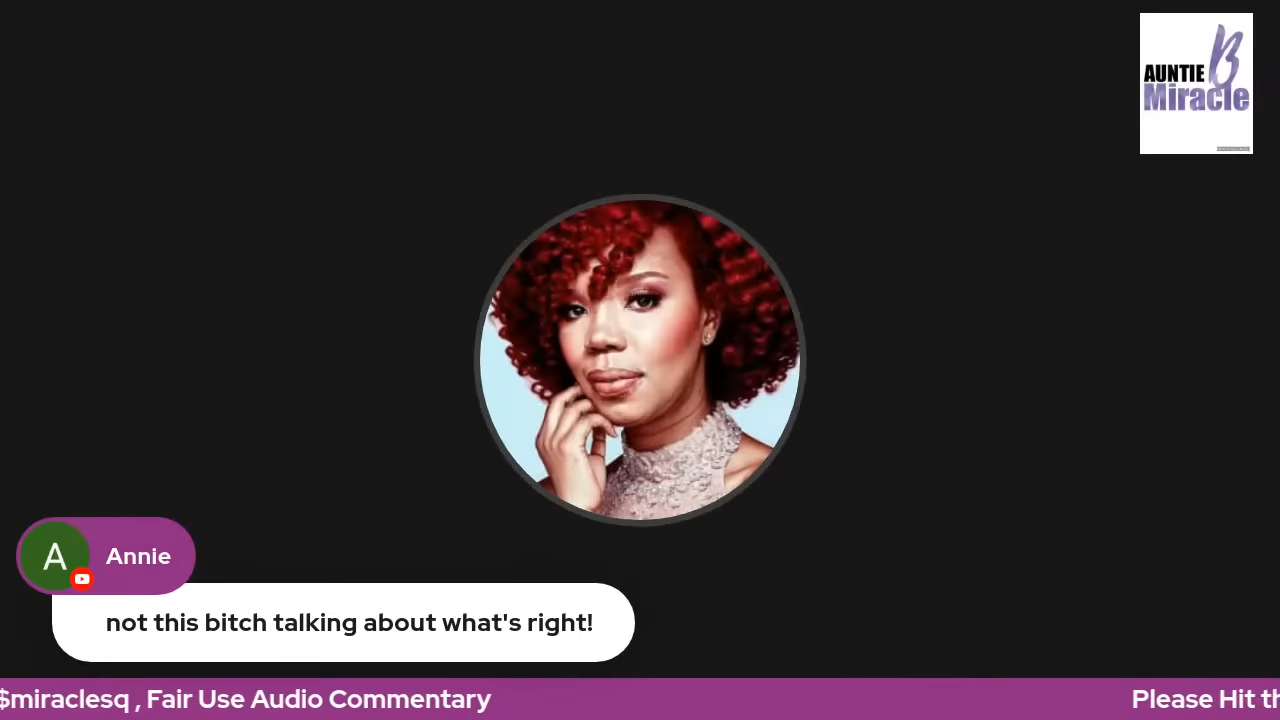 AUNTIE B
Miracle
A Annie
not this bitch talking about what's right!
$miraclesq , Fair Use Audio Commentary
Please Hit th